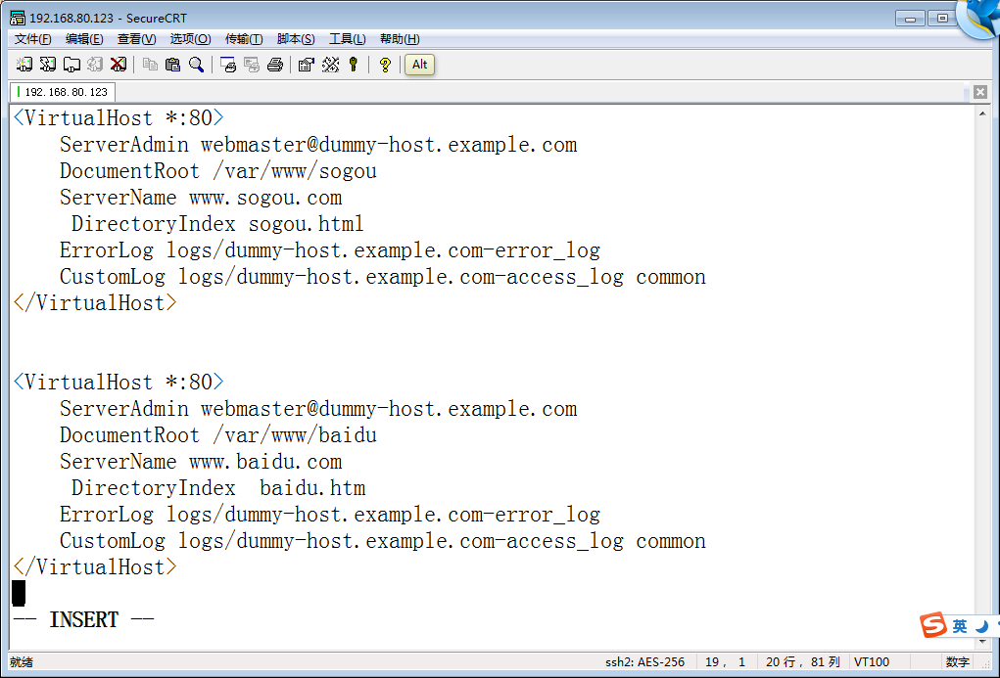 192.168.80.123 - SecureCRT
文件(F) 编辑(E) 查看(V) 选项(O) 传输(T) 脚本(S) 工具(L) 帮助(H)
Alt
192.168.80.123
<VirtualHost *:80>
    ServerAdmin webmaster@dummy-host.example.com
    DocumentRoot /var/www/sogou
    ServerName www.sogou.com
     DirectoryIndex sogou.html
    ErrorLog logs/dummy-host.example.com-error_log
    CustomLog logs/dummy-host.example.com-access_log common
</VirtualHost>
<VirtualHost *:80>
    ServerAdmin webmaster@dummy-host.example.com
    DocumentRoot /var/www/baidu
    ServerName www.baidu.com
     DirectoryIndex  baidu.htm
    ErrorLog logs/dummy-host.example.com-error_log
    CustomLog logs/dummy-host.example.com-access_log common
</VirtualHost>
-- INSERT --
S 英
就绪 ssh2: AES-256 19， 1 20 行， 81 列 VT100 数字